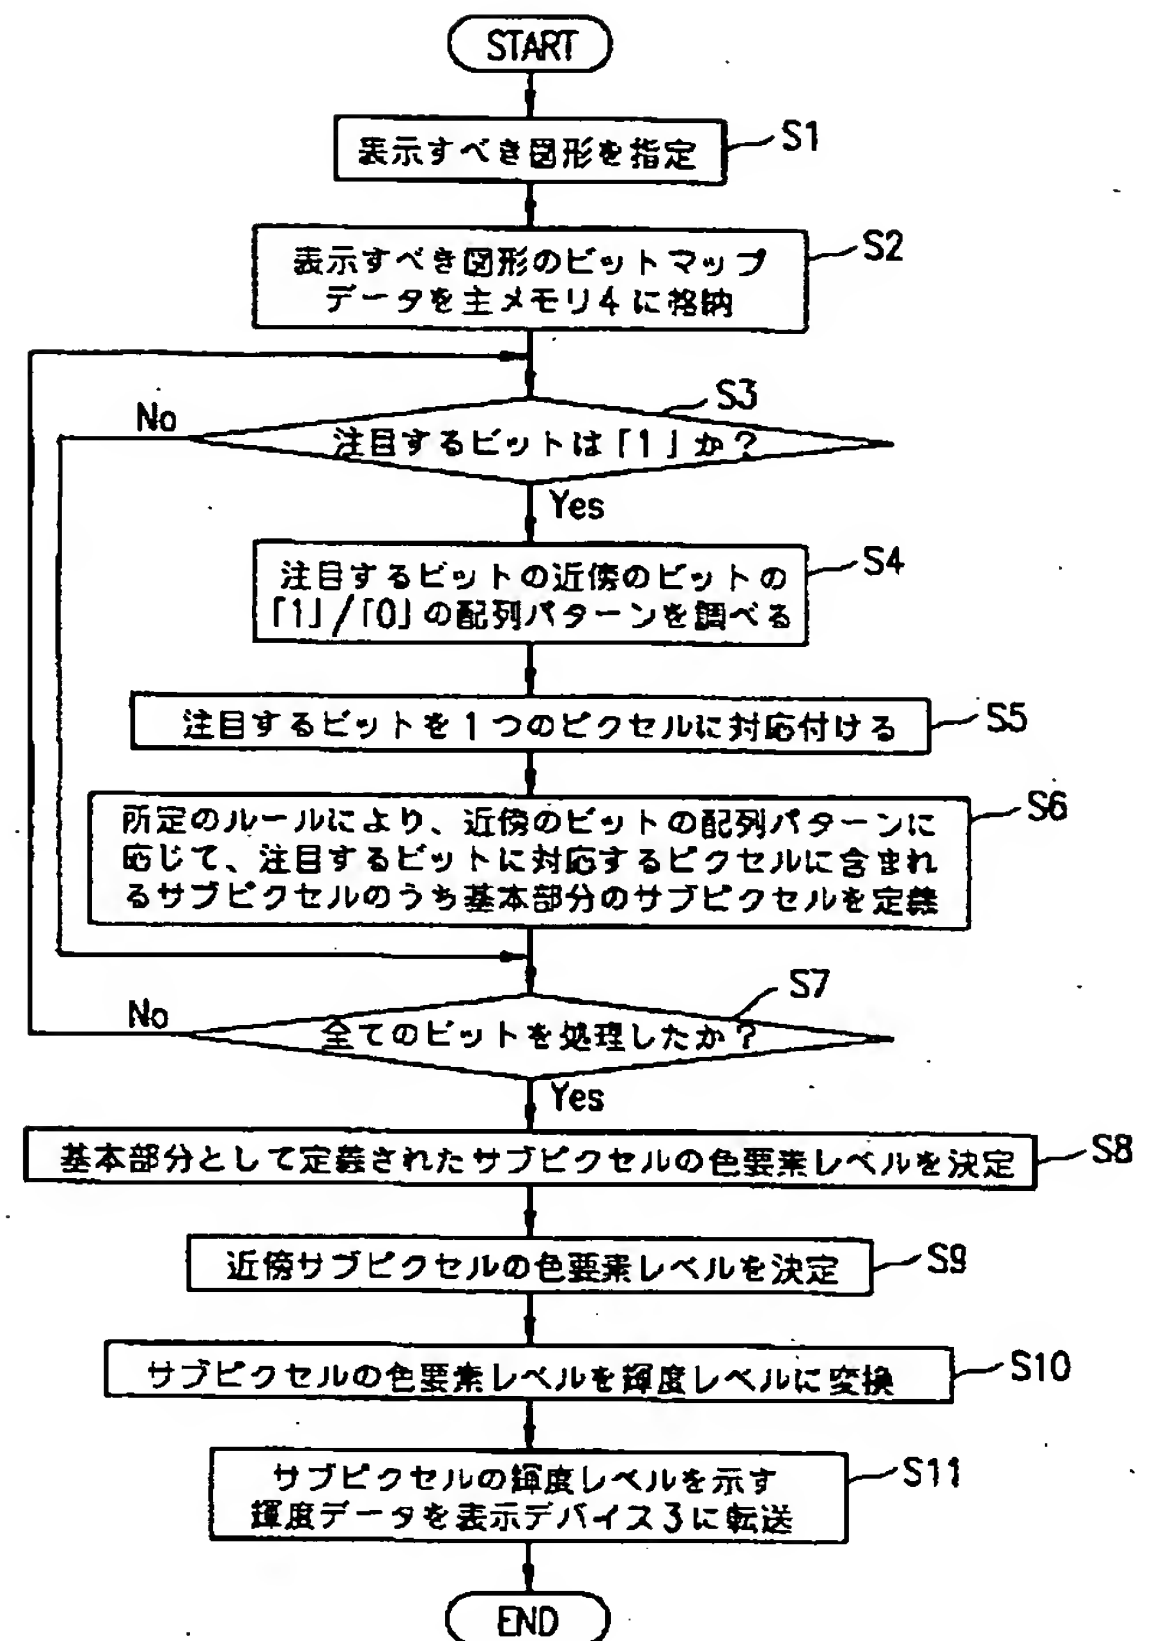 START
S1
表示すべき図形を指定
S2
表示すべき図形のビットマップ
データを主メモリ4に格納
S3
No
注目するビットは「1」か?
Yes
S4
注目するビットの近傍のビットの
「1」/「0」の配列パターンを調べる
S5
注目するビットを1つのピクセルに対応付ける
S6
所定のルールにより、近傍のビットの配列パターンに
応じて、注目するビットに対応するピクセルに含まれ
るサブピクセルのうち基本部分のサブピクセルを定義
S7
No
全てのビットを処理したか?
Yes
S8
基本部分として定義されたサブピクセルの色要素レベルを決定
S9
近傍サブピクセルの色要素レベルを決定
S10
サブピクセルの色要素レベルを輝度レベルに変換
S11
サブピクセルの輝度レベルを示す
輝度データを表示デバイス3に転送
END